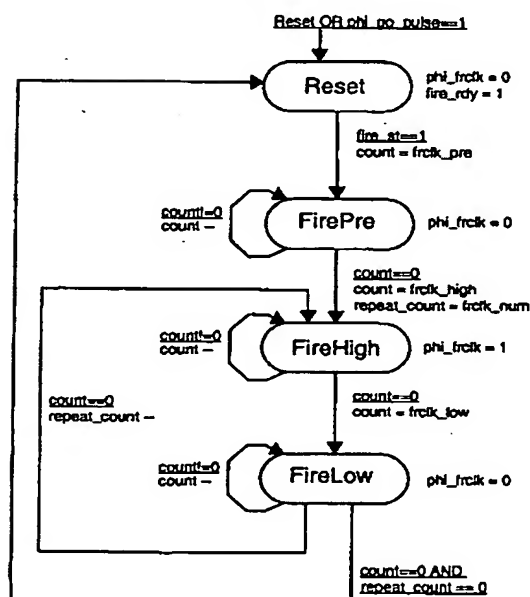 Reset OR phi_go_pulse==1
Reset
phi_frclk = 0
fire_rdy = 1
fire_st==1
count = frclk_pre
count!=0
count –
FirePre
phi_frclk = 0
count==0
count = frclk_high
repeat_count = frclk_num
count!=0
count –
FireHigh
phi_frclk = 1
count==0
repeat_count –
count==0
count = frclk_low
count!=0
count –
FireLow
phi_frclk = 0
count==0 AND
repeat_count == 0